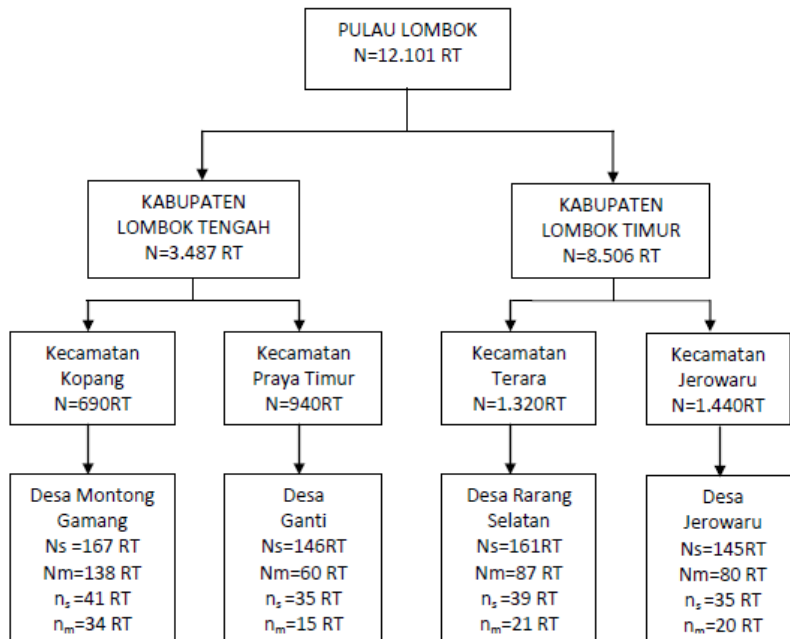 PULAU LOMBOK
N=12.101 RT
KABUPATEN
LOMBOK TENGAH
N=3.487 RT
KABUPATEN
LOMBOK TIMUR
N=8.506 RT
Kecamatan
Kopang
N=690RT
Kecamatan
Praya Timur
N=940RT
Kecamatan
Terara
N=1.320RT
Kecamatan
Jerowaru
N=1.440RT
Desa Montong
Gamang
Ns =167 RT
Nm=138 RT
nₛ =41 RT
nₘ=34 RT
Desa
Ganti
Ns=146RT
Nm=60 RT
nₛ =35 RT
nₘ=15 RT
Desa Rarang
Selatan
Ns=161RT
Nm=87 RT
nₛ =39 RT
nₘ=21 RT
Desa
Jerowaru
Ns=145RT
Nm=80 RT
nₛ =35 RT
nₘ=20 RT